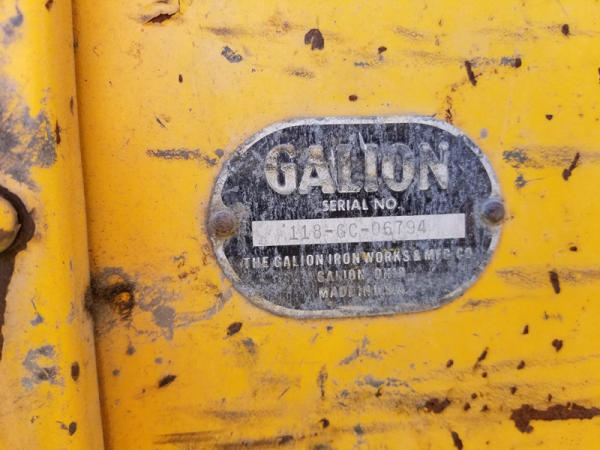 GALION
SERIAL NO.
118-GC-06794
THE GALION IRON WORKS & MFG. CO.
GALION, OHIO
MADE IN U.S.A.